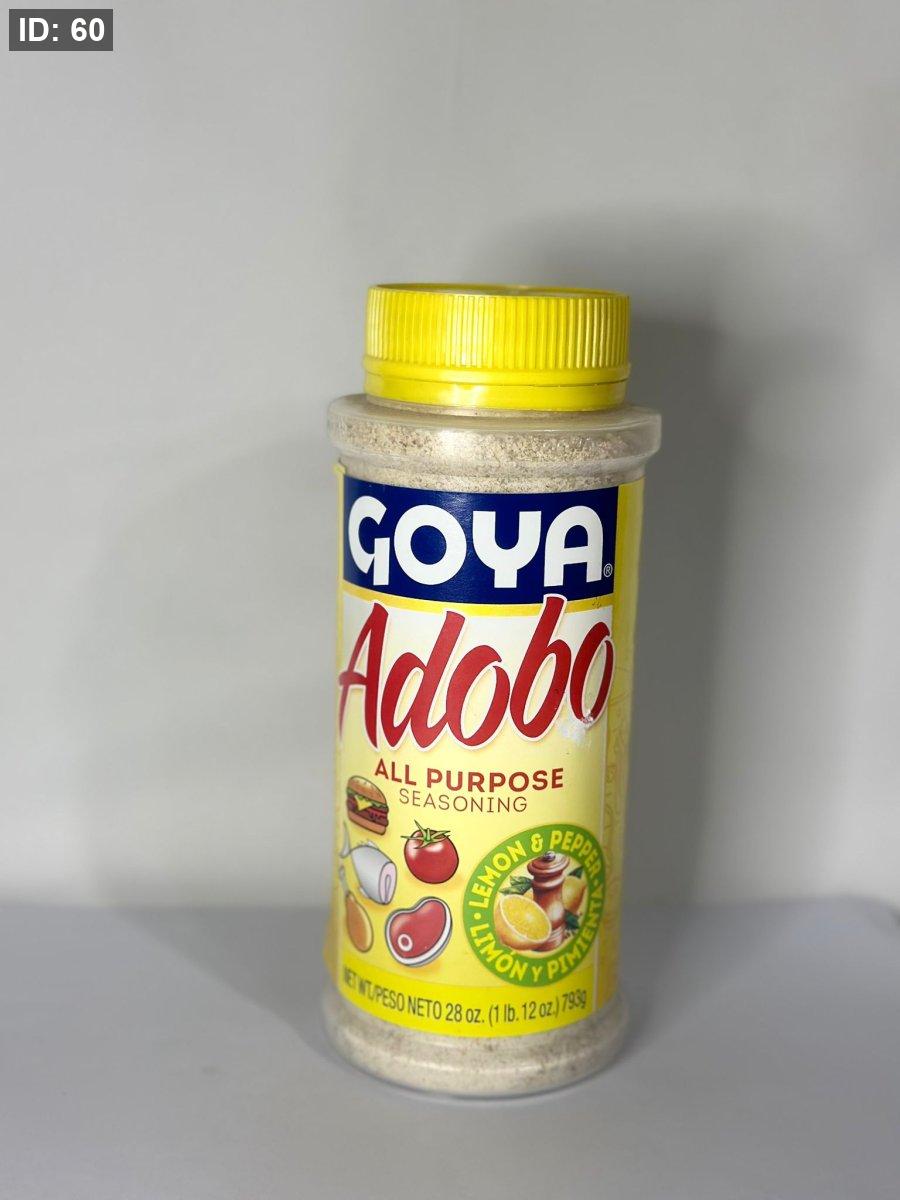 ID: 60
GOYA®
Adobo
ALL PURPOSE
SEASONING
LEMON & PEPPER
LIMÓN Y PIMIENTA
NET WT/PESO NETO 28 oz. (1 lb. 12 oz.) 793g